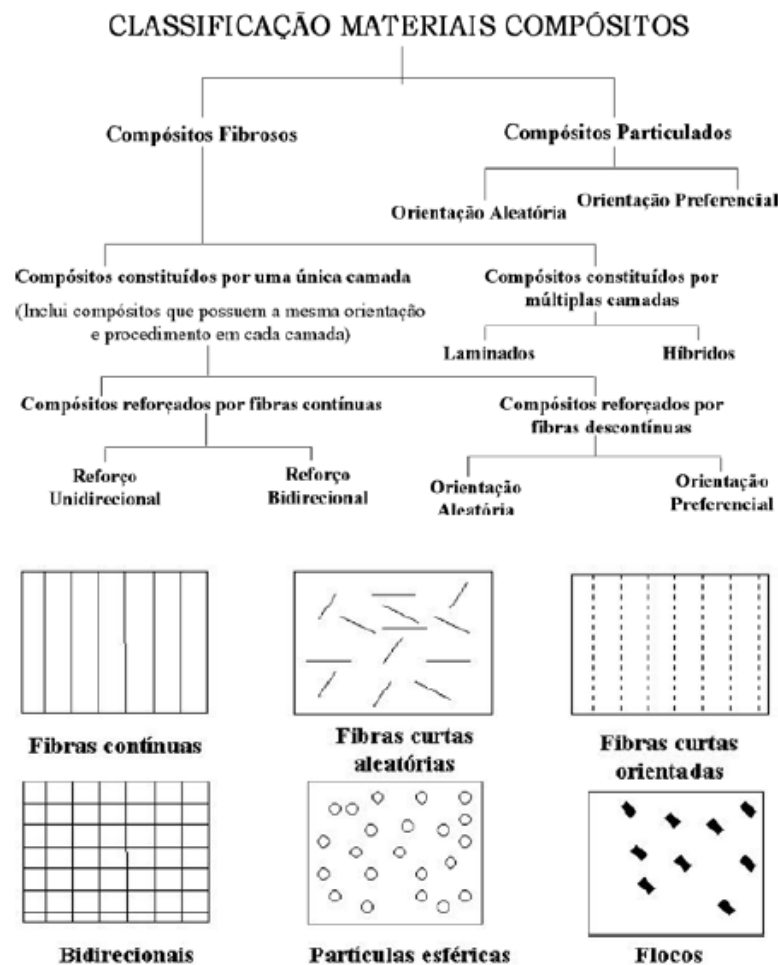 CLASSIFICAÇÃO MATERIAIS COMPÓSITOS
Compósitos Fibrosos
Compósitos Particulados
Orientação Aleatória
Orientação Preferencial
Compósitos constituídos por uma única camada
(Inclui compósitos que possuem a mesma orientação
e procedimento em cada camada)
Compósitos constituídos por
múltiplas camadas
Laminados
Híbridos
Compósitos reforçados por fibras contínuas
Compósitos reforçados por
fibras descontínuas
Reforço
Unidirecional
Reforço
Bidirecional
Orientação
Aleatória
Orientação
Preferencial
Fibras contínuas
Fibras curtas
aleatórias
Fibras curtas
orientadas
Bidirecionais
Partículas esféricas
Flocos